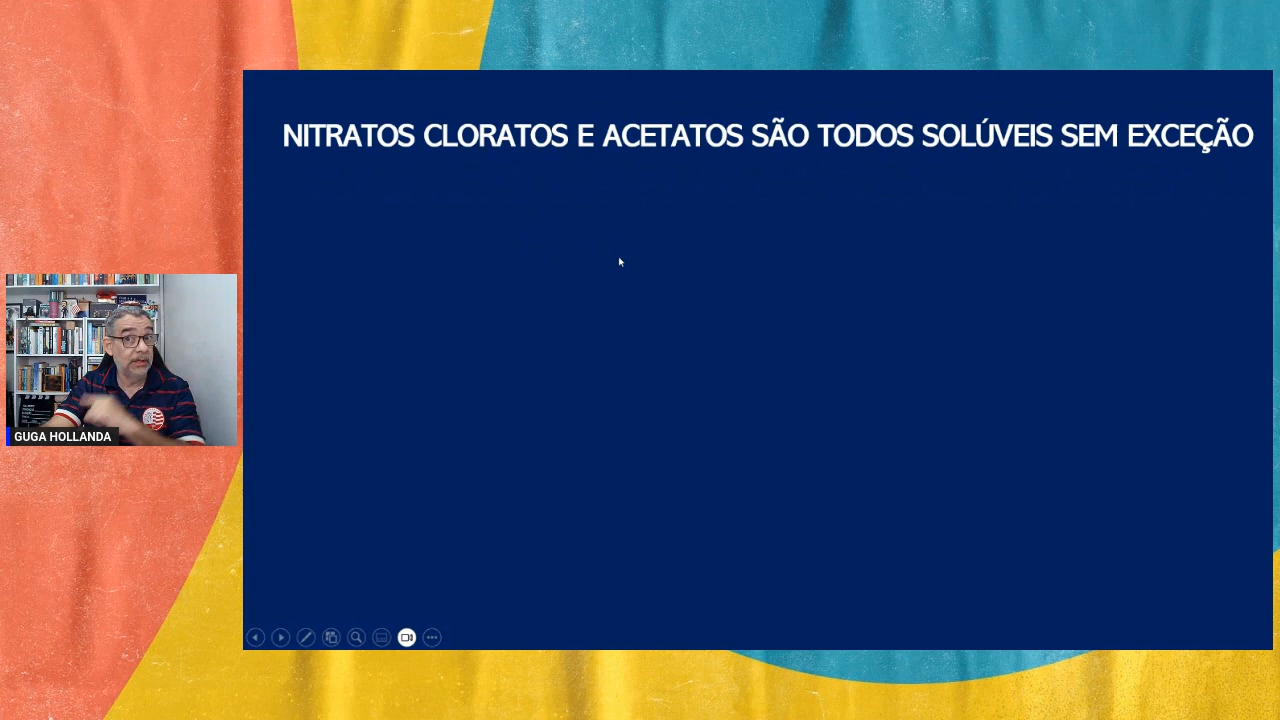 NITRATOS CLORATOS E ACETATOS SÃO TODOS SOLÚVEIS SEM EXCEÇÃO
GUGA HOLLANDA